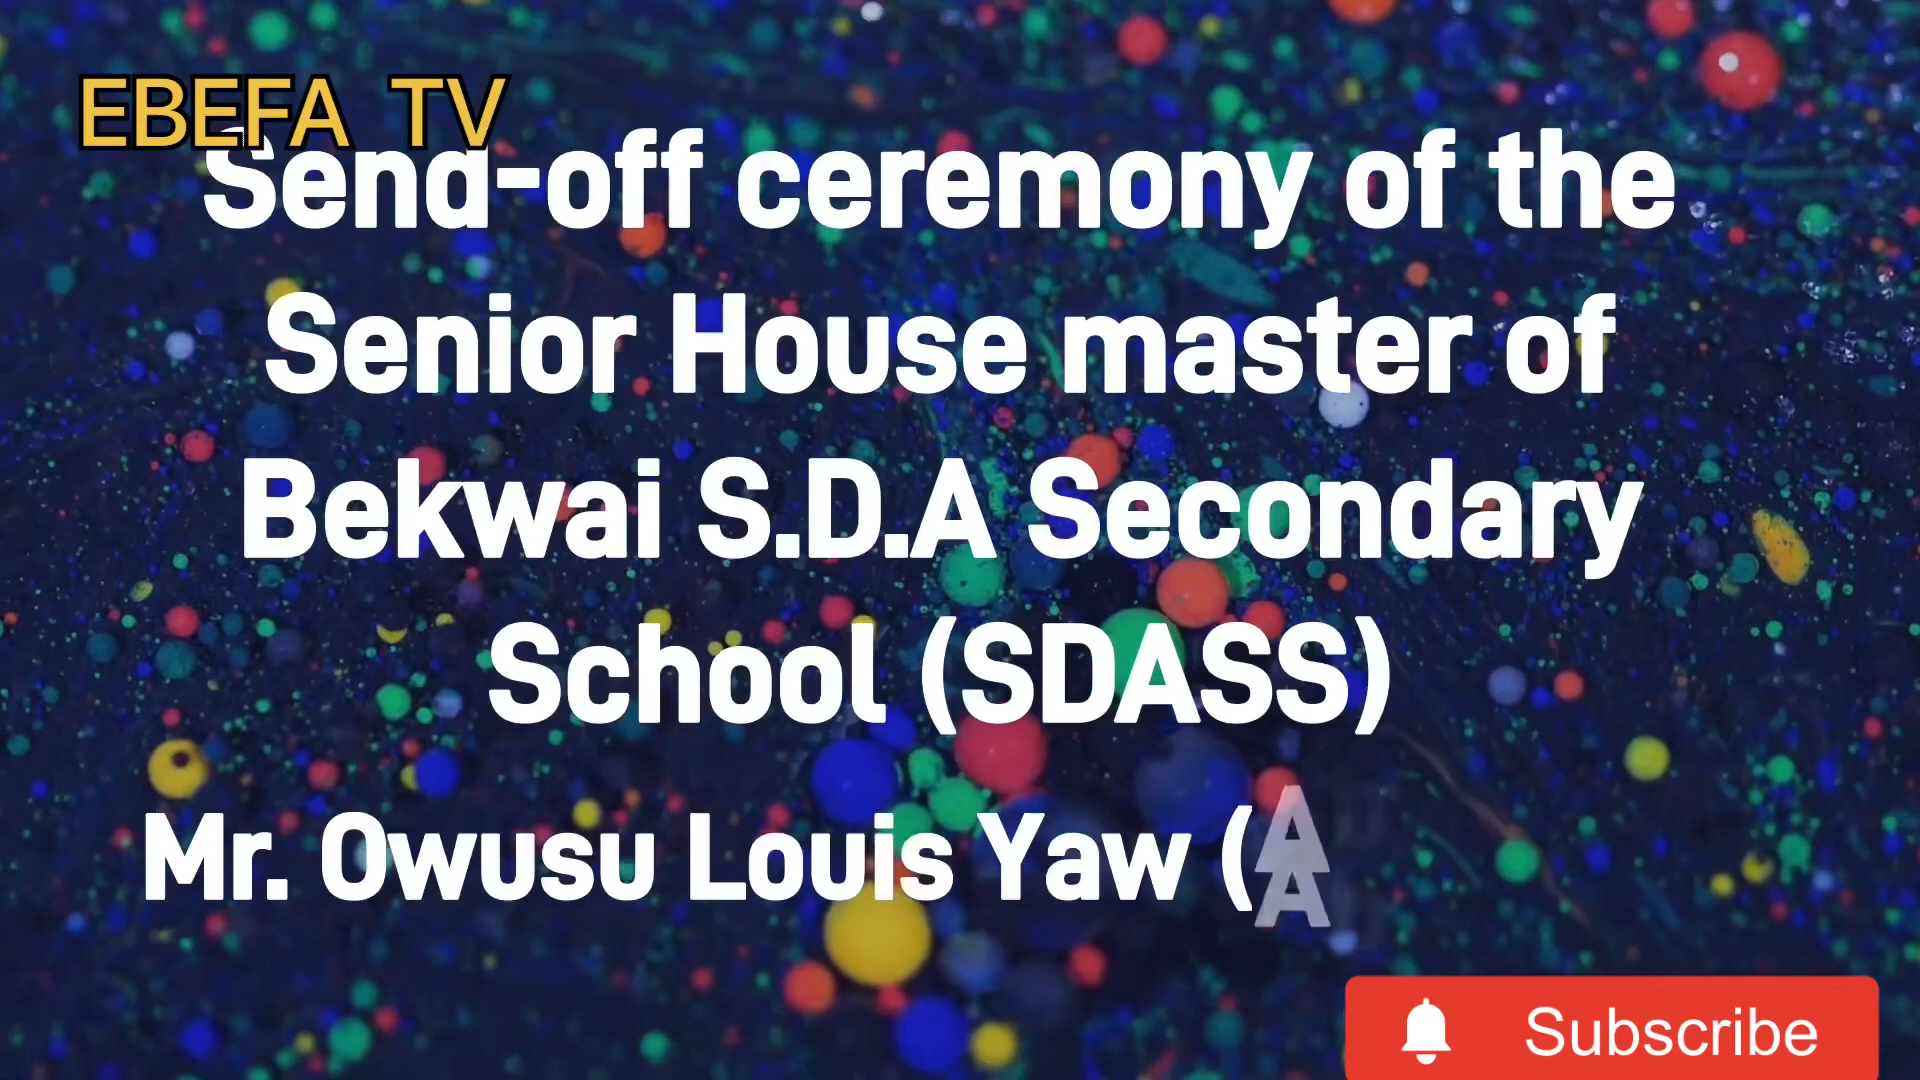 EBEFA TV
Send-off ceremony of the
Senior House master of
Bekwai S.D.A Secondary
School (SDASS)
Mr. Owusu Louis Yaw (A
Subscribe